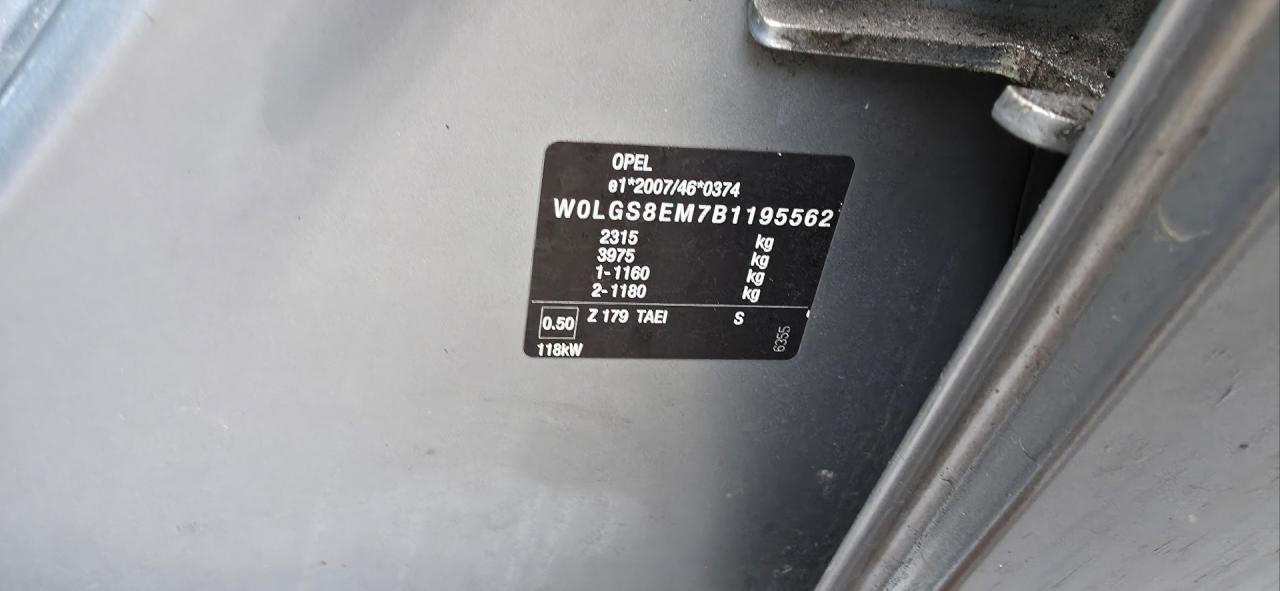 OPEL
e1*2007/46*0374
W0LGS8EM7B1195562
2315 kg
3975 kg
1-1160 kg
2-1180 kg
0.50 Z 179 TAEI S
118kW
6355